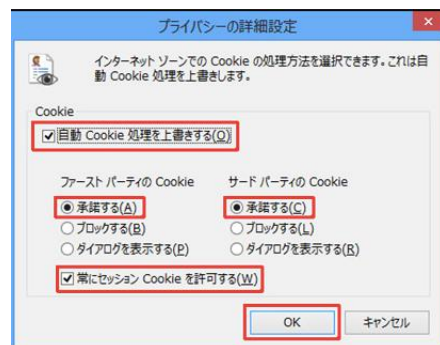 プライバシーの詳細設定
インターネット ゾーンでの Cookie の処理方法を選択できます。これは自
動 Cookie 処理を上書きします。
Cookie
自動 Cookie 処理を上書きする(O)
ファースト パーティの Cookie
サード パーティの Cookie
承諾する(A)
承諾する(C)
ブロックする(B)
ブロックする(L)
ダイアログを表示する(P)
ダイアログを表示する(R)
常にセッション Cookie を許可する(W)
OK
キャンセル